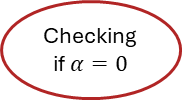 Checking
if α = 0